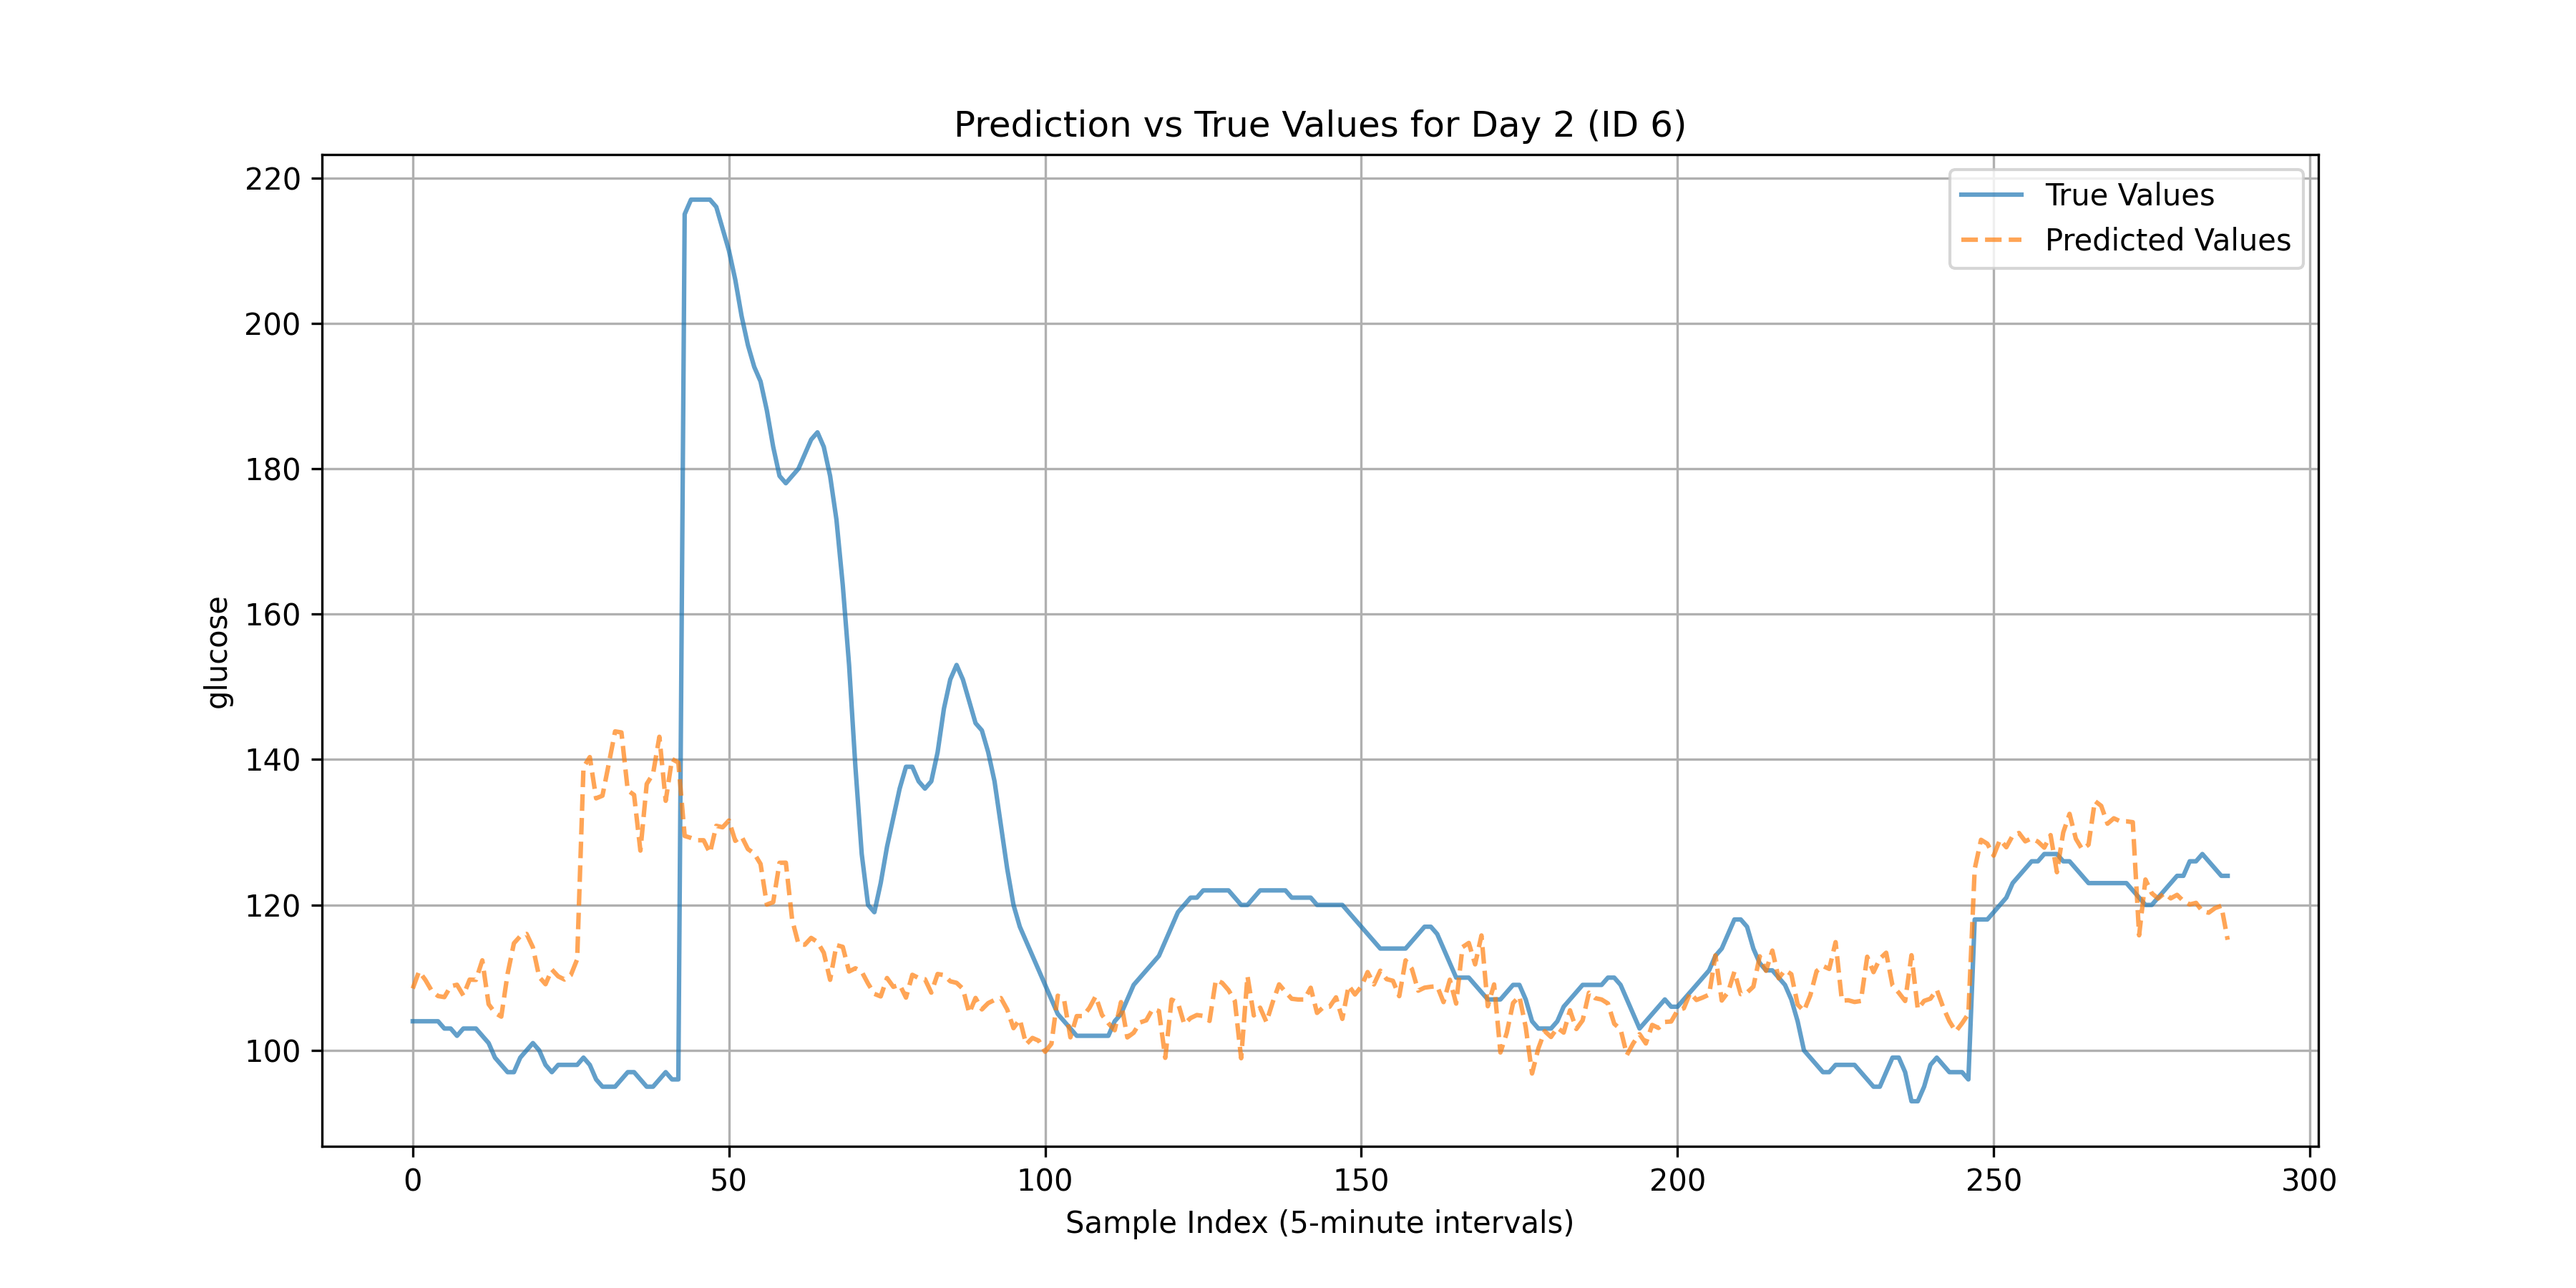 Prediction vs True Values for Day 2 (ID 6)
True Values
Predicted Values
glucose
220
200
180
160
140
120
100
0 50 100 150 200 250 300
Sample Index (5-minute intervals)